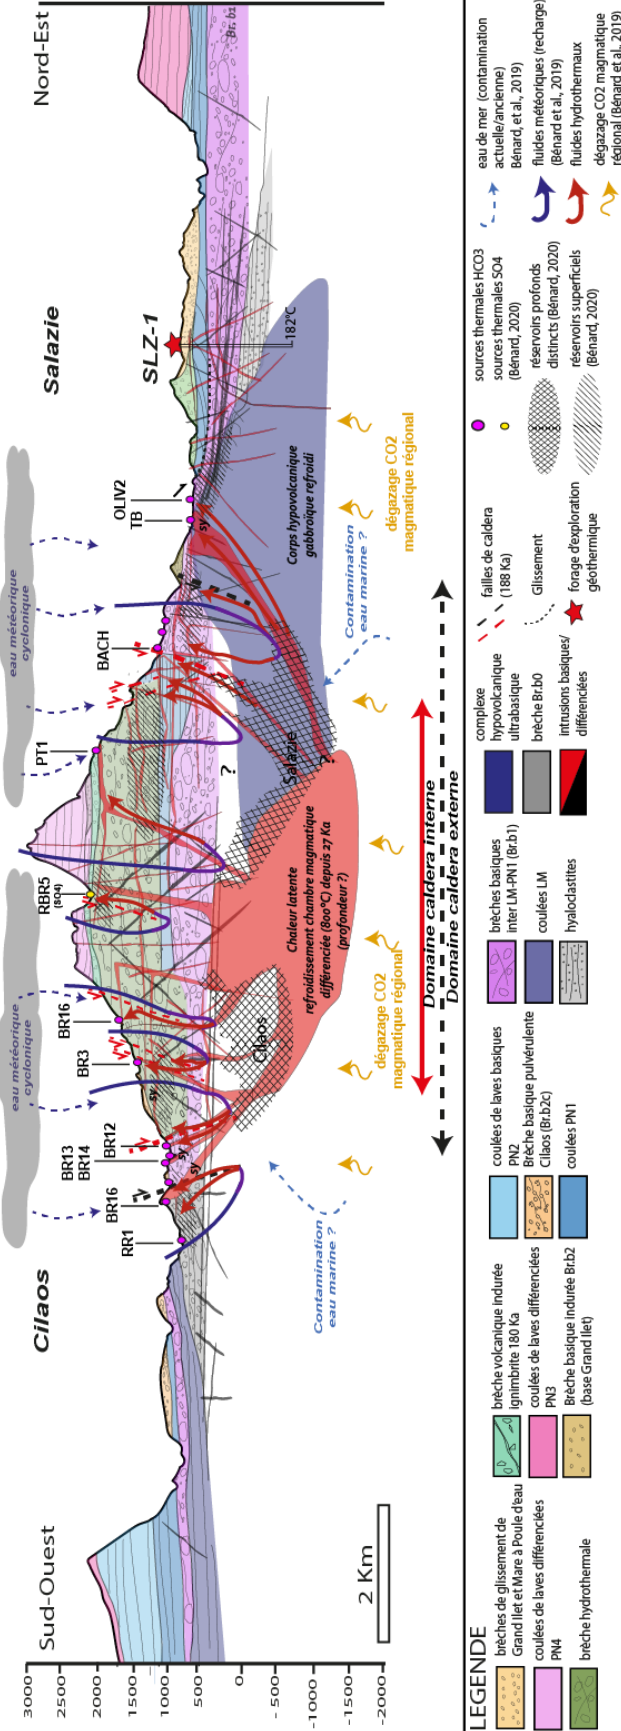 Sud-Ouest
Cilaos
Salazie
Nord-Est
eau météorique
cyclonique
eau météorique
cyclonique
3000
2500
2000
1500
1000
500
0
- 500
-1000
-1500
-2000
2 Km
RR1
BR16
BR13
BR14
BR12
BR3
BR16
RBR5
(SO4)
PT1
BACH
TB
OLIV2
SLZ-1
182°C
Br. b1
sy
sy
sy
sy
?
Cilaos
Salazie
?
Chaleur latente
refroidissement chambre magmatique
différenciée (800°C) depuis 27 Ka
(profondeur ?)
Corps hypovolcanique
gabbroïque refroidi
Contamination
eau marine ?
Contamination
eau marine ?
dégazage CO2
magmatique régional
dégazage CO2
magmatique régional
Domaine caldera interne
Domaine caldera externe
LEGENDE
brèches de glissement de
Grand Ilet et Mare à Poule d'eau
coulées de laves différenciées
PN4
brèche hydrothermale
brèche volcanique indurée
ignimbrite 180 Ka
coulées de laves différenciées
PN3
Brèche basique indurée Br.b2
(base Grand Ilet)
coulées de laves basiques
PN2
Brèche basique pulvérulente
Cilaos (Br.b2c)
coulées PN1
brèches basiques
inter LM-PN1 (Br.b1)
coulées LM
hyaloclastites
complexe
hypovolcanique
ultrabasique
brèche Br.b0
intrusions basiques/
différenciées
failles de caldera
(188 Ka)
Glissement
forage d'exploration
géothermique
sources thermales HCO3
sources thermales SO4
(Bénard, 2020)
réservoirs profonds
distincts (Bénard, 2020)
réservoirs superficiels
(Bénard, 2020)
eau de mer (contamination
actuelle/ancienne)
Bénard, et al., 2019)
fluides météoriques (recharge)
(Bénard et al., 2019)
fluides hydrothermaux
dégazage CO2 magmatique
régional (Bénard et al., 2019)